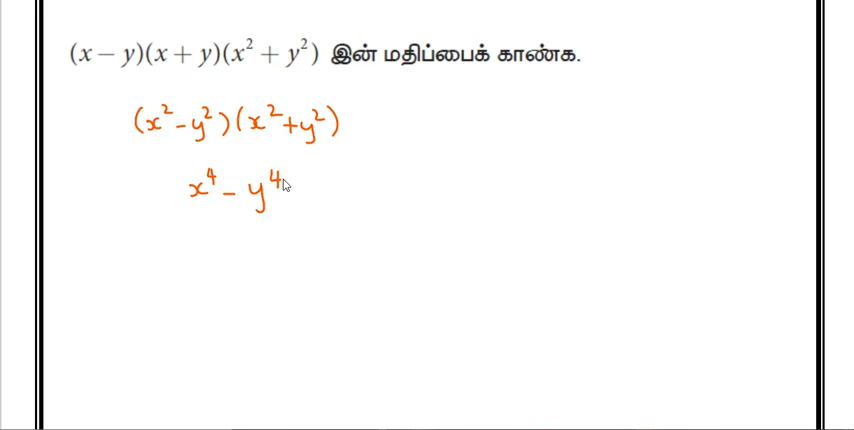 (x − y)(x + y)(x² + y²) இன் மதிப்பைக் காண்க.
(x² - y²)(x² + y²)
x⁴ - y⁴